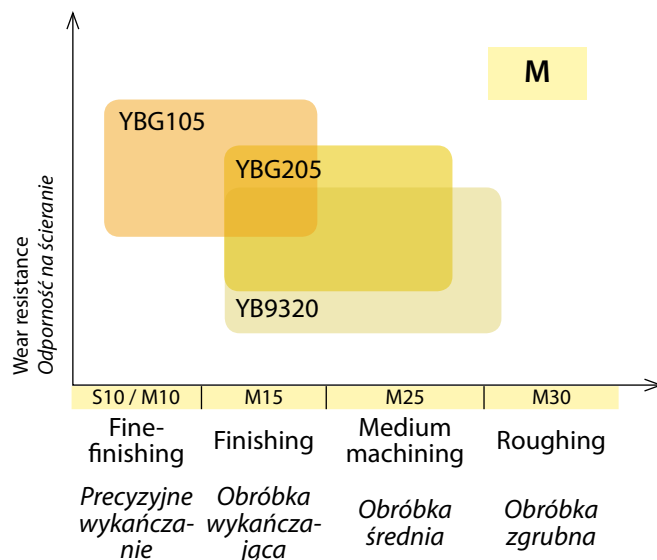 M
YBG105
YBG205
YB9320
Wear resistance
Odporność na ścieranie
S10 / M10
M15
M25
M30
Fine-
finishing
Finishing
Medium
machining
Roughing
Precyzyjne
wykańcza-
nie
Obróbka
wykańcza-
jąca
Obróbka
średnia
Obróbka
zgrubna